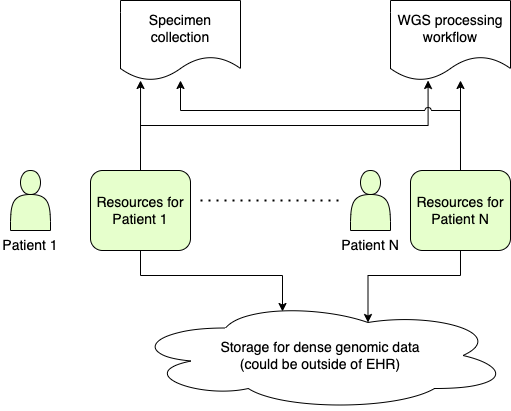 Specimen
collection
WGS processing
workflow
Patient 1
Resources for
Patient 1
Patient N
Resources for
Patient N
Storage for dense genomic data
(could be outside of EHR)